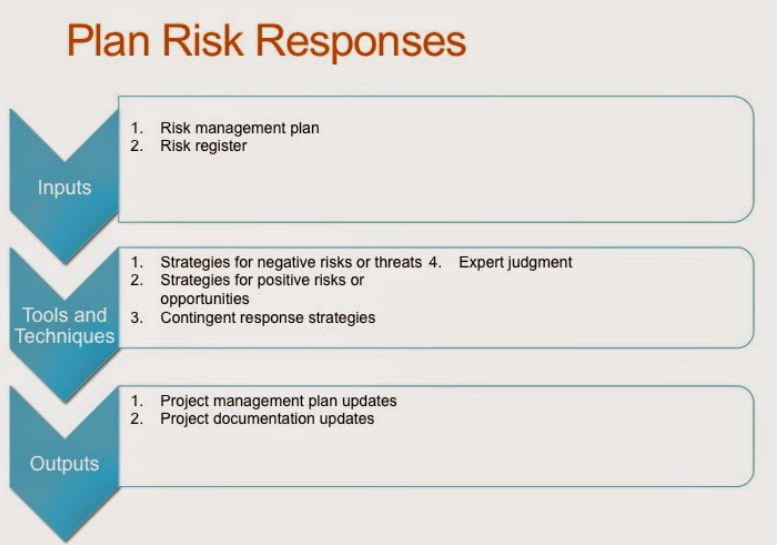 Plan Risk Responses
Inputs
1. Risk management plan
2. Risk register
Tools and
Techniques
1. Strategies for negative risks or threats
2. Strategies for positive risks or
opportunities
3. Contingent response strategies
4. Expert judgment
Outputs
1. Project management plan updates
2. Project documentation updates